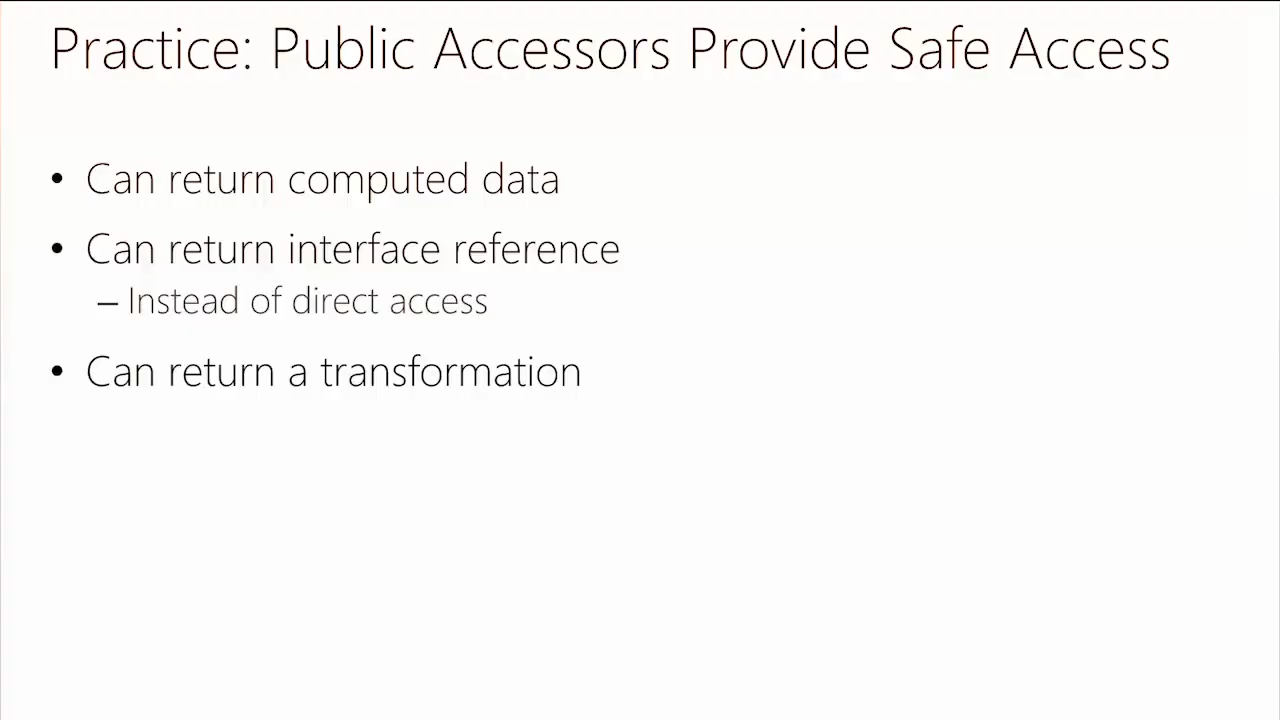 Practice: Public Accessors Provide Safe Access
• Can return computed data
• Can return interface reference
– Instead of direct access
• Can return a transformation